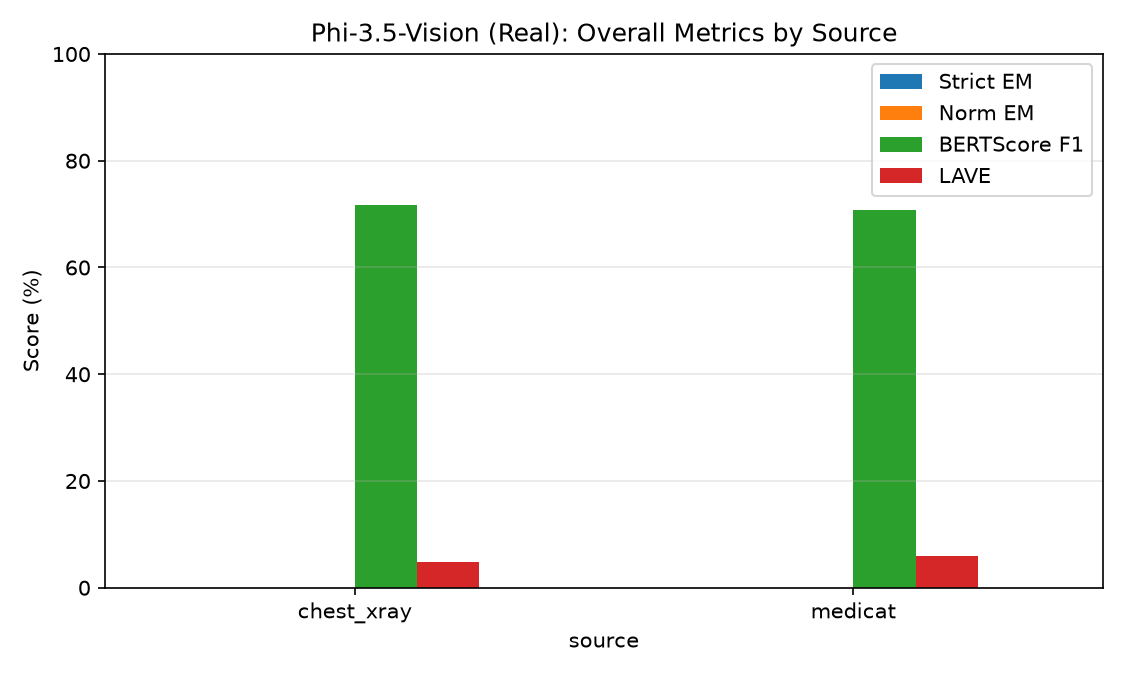 Phi-3.5-Vision (Real): Overall Metrics by Source
100
80
60
40
20
0
Score (%)
Strict EM
Norm EM
BERTScore F1
LAVE
chest_xray
medicat
source